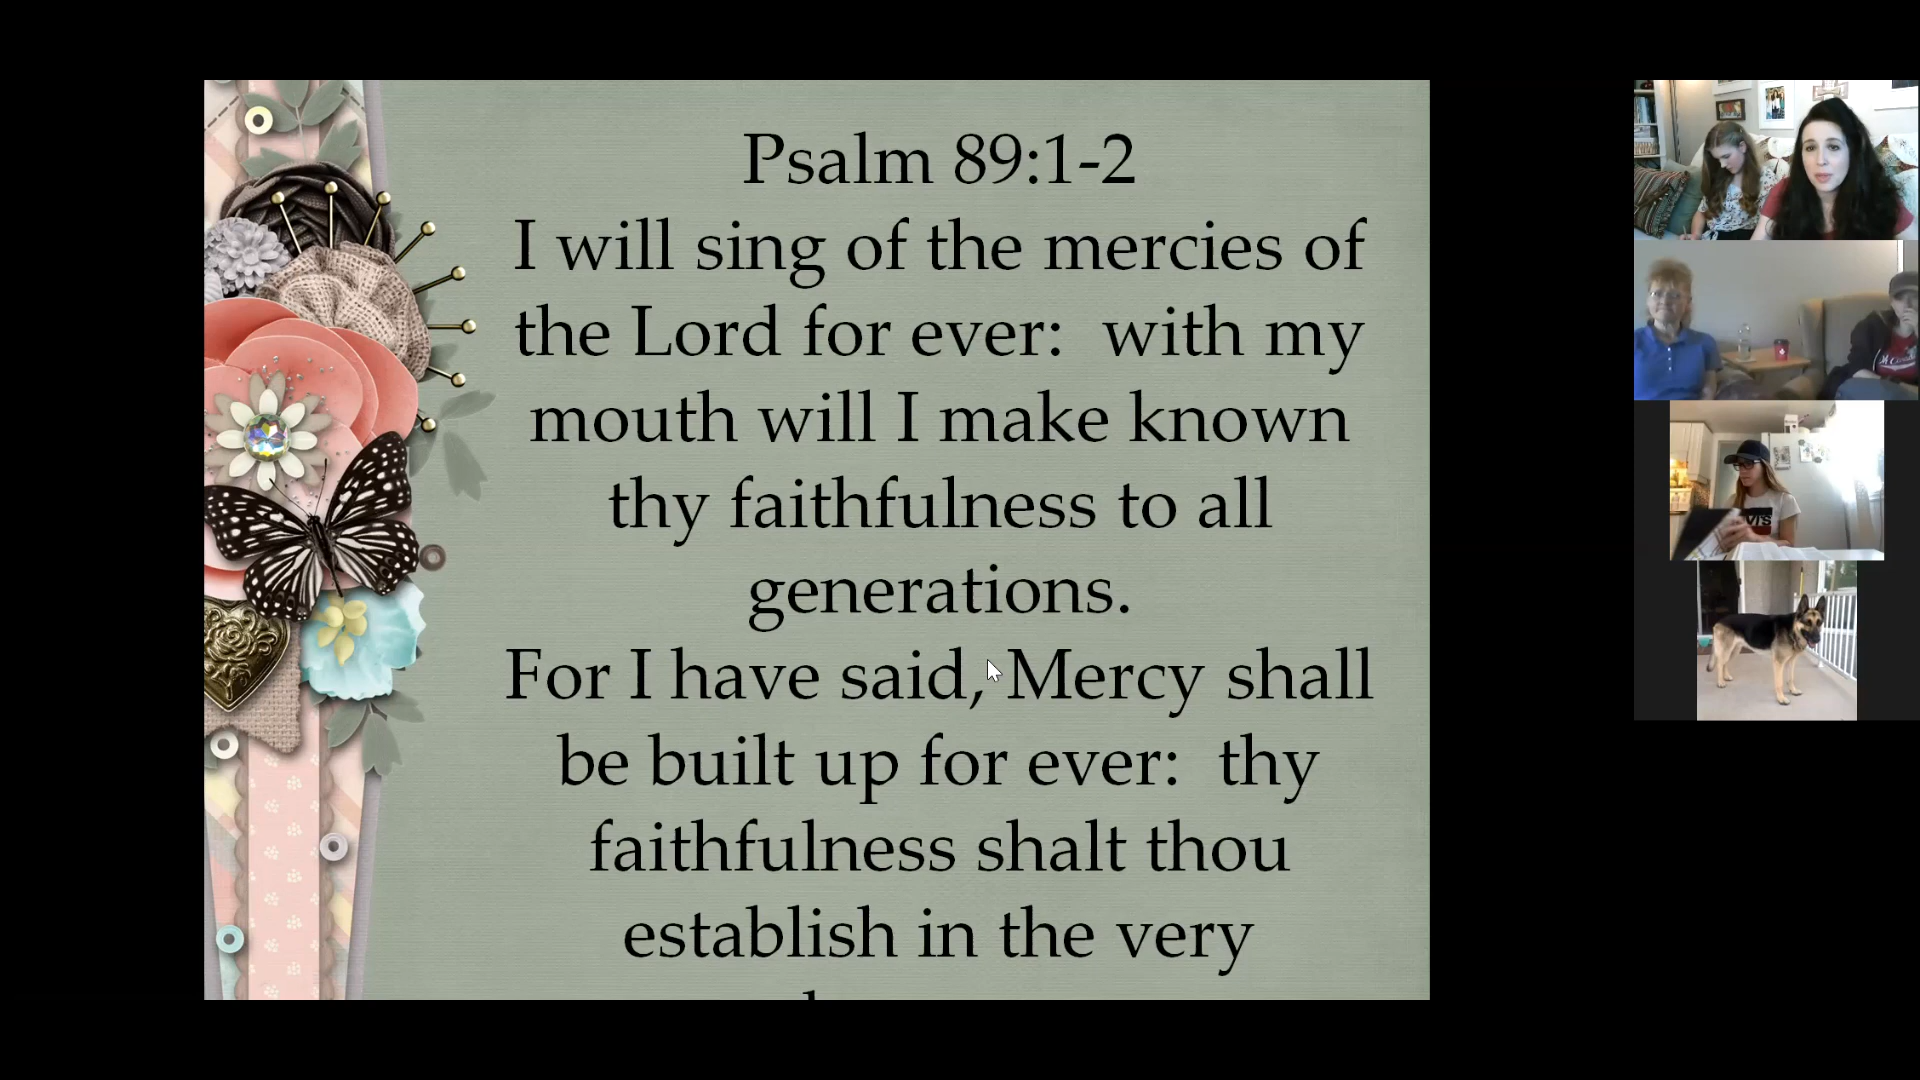 Psalm 89:1-2
I will sing of the mercies of
the Lord for ever:  with my
mouth will I make known
thy faithfulness to all
generations.
For I have said, Mercy shall
be built up for ever:  thy
faithfulness shalt thou
establish in the very